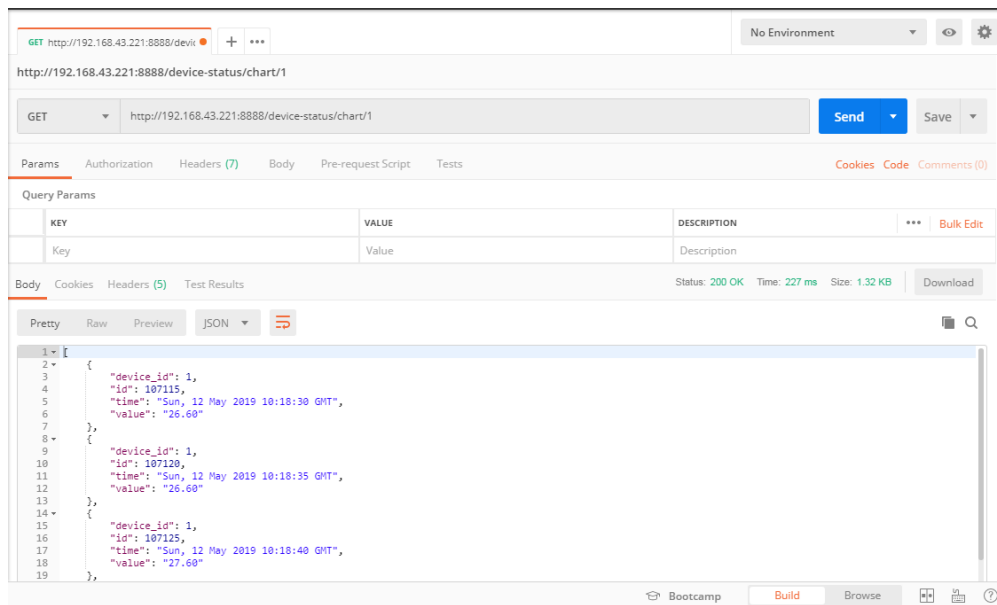 GET http://192.168.43.221:8888/devic
No Environment
http://192.168.43.221:8888/device-status/chart/1
GET http://192.168.43.221:8888/device-status/chart/1 Send Save
Params Authorization Headers (7) Body Pre-request Script Tests Cookies Code Comments (0)
Query Params
KEY VALUE DESCRIPTION ••• Bulk Edit
Key Value Description
Body Cookies Headers (5) Test Results Status: 200 OK Time: 227 ms Size: 1.32 KB Download
Pretty Raw Preview JSON
1 [
2 {
3 "device_id": 1,
4 "id": 107115,
5 "time": "Sun, 12 May 2019 10:18:30 GMT",
6 "value": "26.60"
7 },
8 {
9 "device_id": 1,
10 "id": 107120,
11 "time": "Sun, 12 May 2019 10:18:35 GMT",
12 "value": "26.60"
13 },
14 {
15 "device_id": 1,
16 "id": 107125,
17 "time": "Sun, 12 May 2019 10:18:40 GMT",
18 "value": "27.60"
19 },
Bootcamp Build Browse